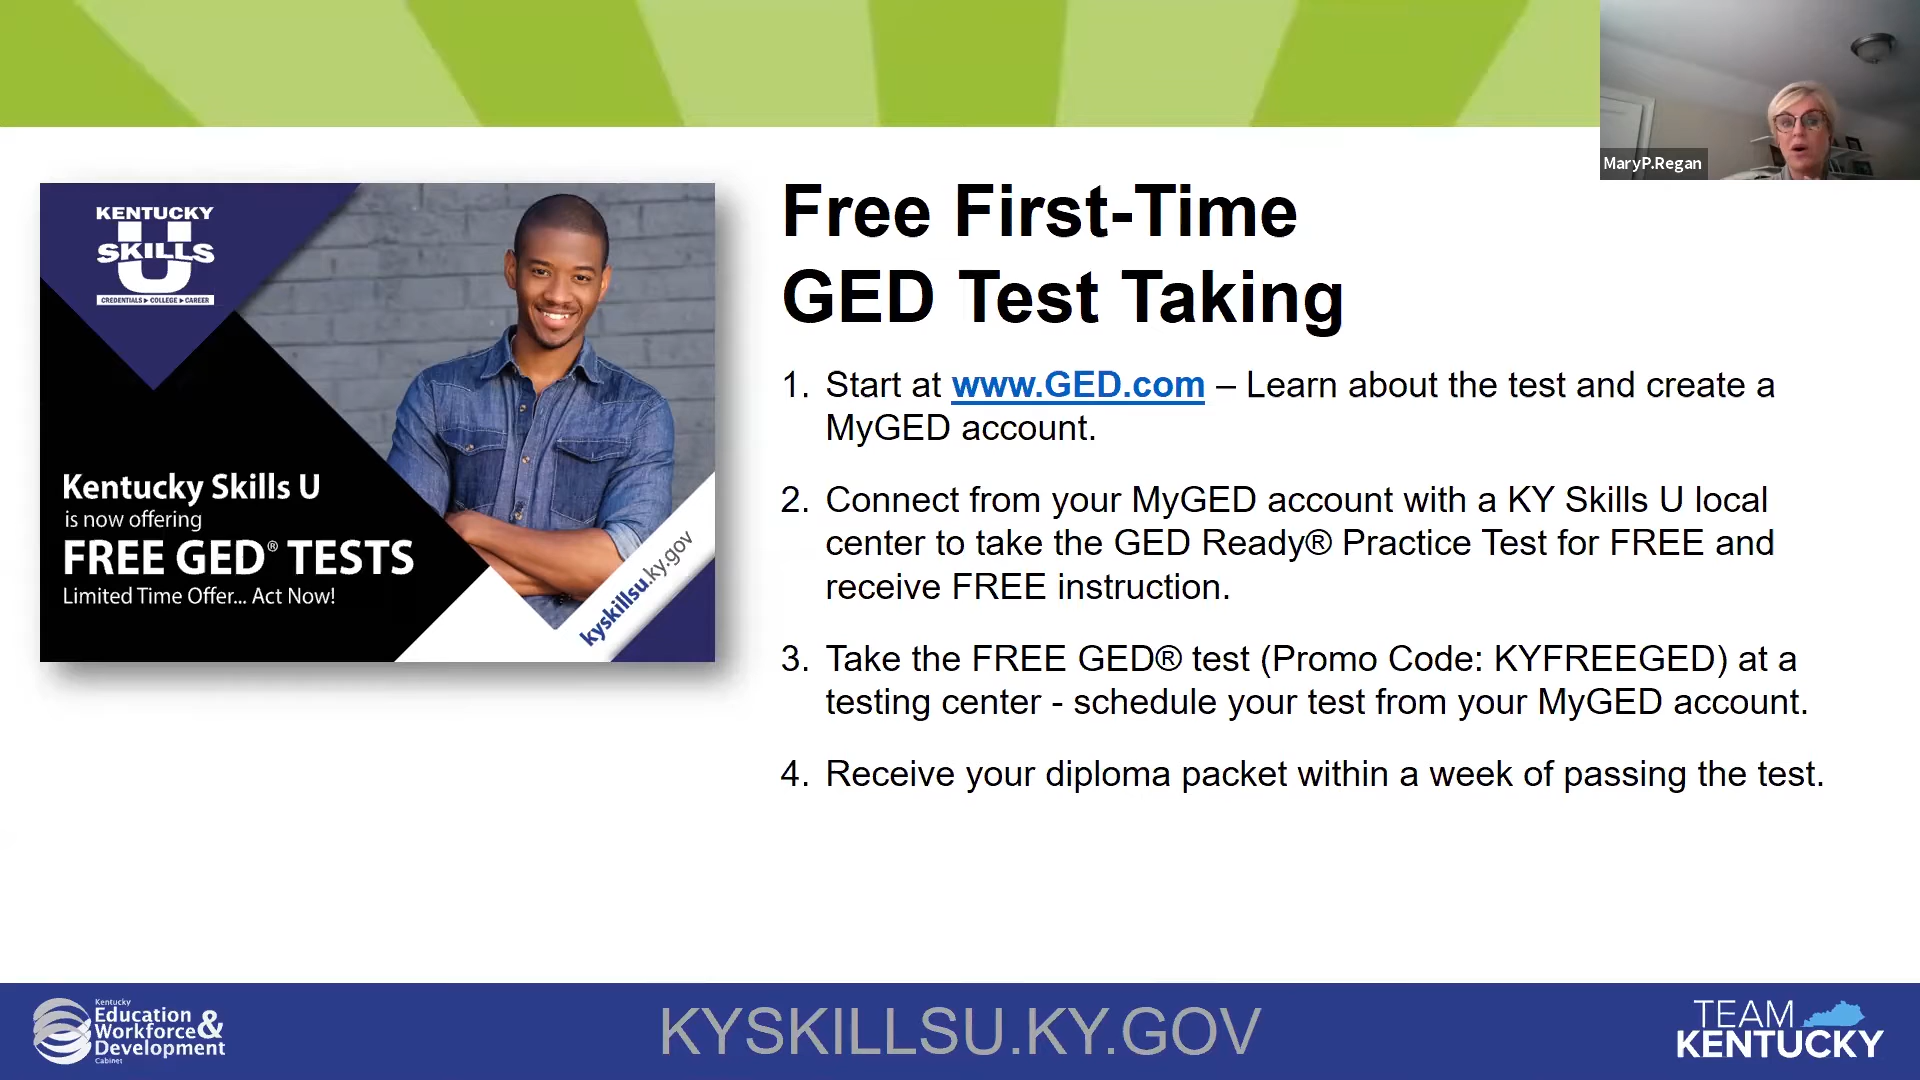 MaryP.Regan
KENTUCKY
U
SKILLS
CREDENTIALS ▸ COLLEGE ▸ CAREER
Kentucky Skills U
is now offering
FREE GED® TESTS
Limited Time Offer... Act Now!
kyskillsu.ky.gov
Free First-Time
GED Test Taking
1. Start at www.GED.com – Learn about the test and create a
MyGED account.
2. Connect from your MyGED account with a KY Skills U local
center to take the GED Ready® Practice Test for FREE and
receive FREE instruction.
3. Take the FREE GED® test (Promo Code: KYFREEGED) at a
testing center - schedule your test from your MyGED account.
4. Receive your diploma packet within a week of passing the test.
Kentucky
Education &
Workforce
Development
Cabinet
KYSKILLSU.KY.GOV
TEAM
KENTUCKY